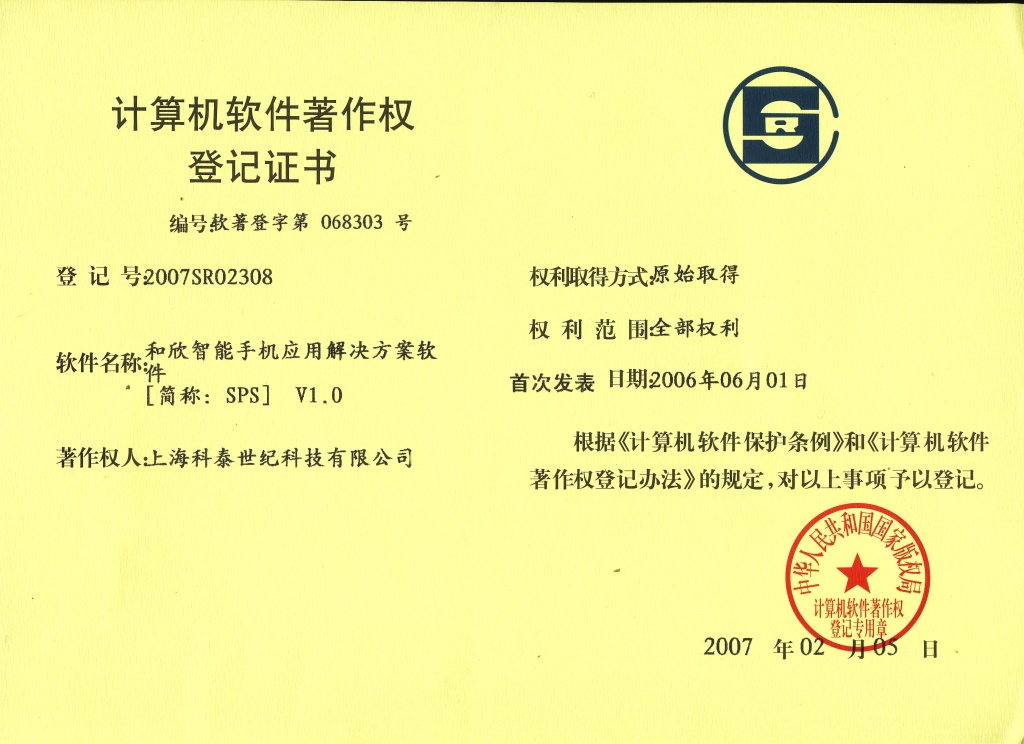 计算机软件著作权
登记证书
编号:软著登字第 068303 号
登 记 号:2007SR02308
软件名称:和欣智能手机应用解决方案软
件
[简称: SPS] V1.0
著作权人:上海科泰世纪科技有限公司
R
权利取得方式:原始取得
权 利 范 围:全部权利
首次发表 日期:2006年06月01日
根据《计算机软件保护条例》和《计算机软件
著作权登记办法》的规定,对以上事项予以登记。
中华人民共和国国家版权局
计算机软件著作权
登记专用章
2007 年 02 月 05 日